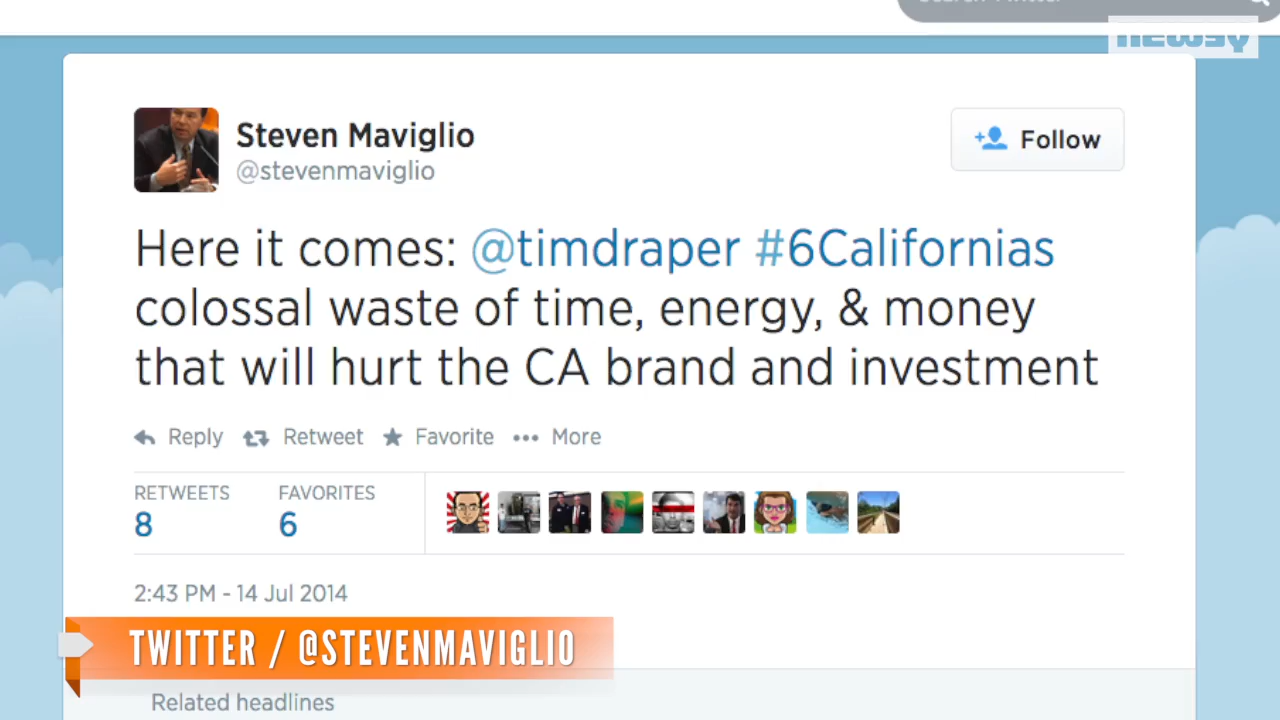 newsy
Steven Maviglio
@stevenmaviglio
Follow
Here it comes: @timdraper #6Californias
colossal waste of time, energy, & money
that will hurt the CA brand and investment
Reply Retweet Favorite More
RETWEETS FAVORITES
8 6
2:43 PM - 14 Jul 2014
TWITTER / @STEVENMAVIGLIO
Related headlines